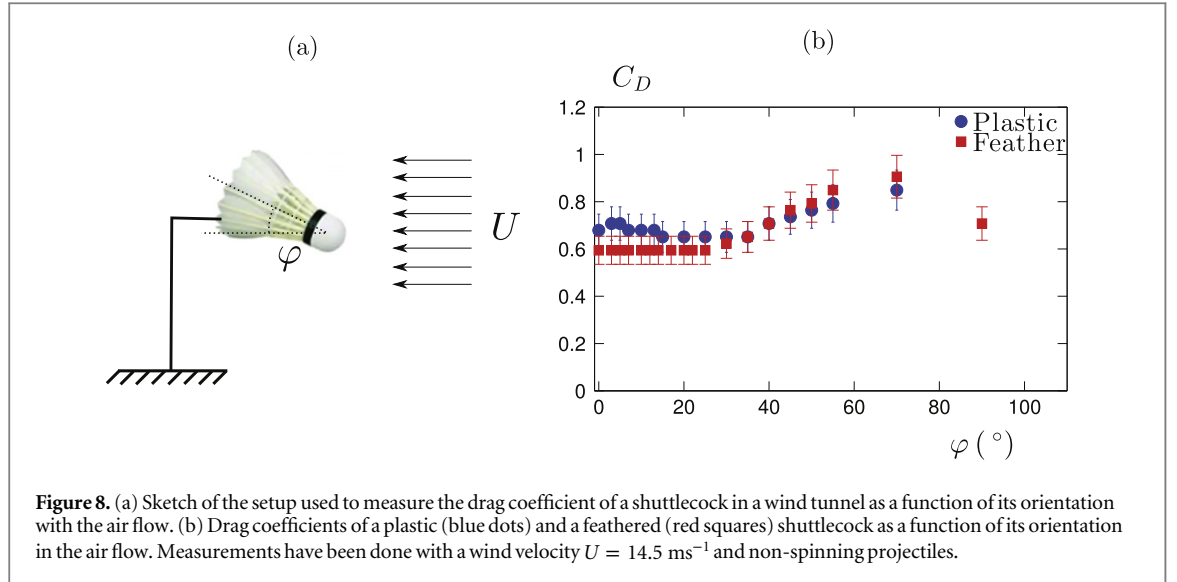 (a)
φ
U
(b)
C_D
1.2
1
0.8
0.6
0.4
0.2
0
0 20 40 60 80 100
φ ( ° )
Plastic
Feather
Figure 8. (a) Sketch of the setup used to measure the drag coefficient of a shuttlecock in a wind tunnel as a function of its orientation
with the air flow. (b) Drag coefficients of a plastic (blue dots) and a feathered (red squares) shuttlecock as a function of its orientation
in the air flow. Measurements have been done with a wind velocity U = 14.5 ms⁻¹ and non-spinning projectiles.